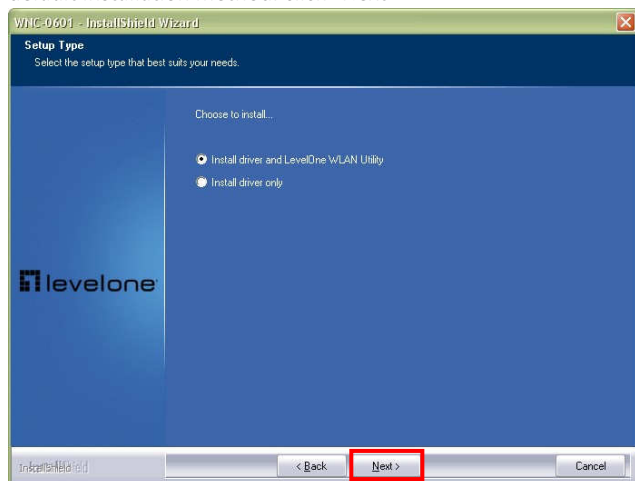 WNC-0601 - InstallShield Wizard
Setup Type
Select the setup type that best suits your needs.
Choose to install...
Install driver and LevelOne WLAN Utility
Install driver only
levelone
InstallShield
< Back
Next >
Cancel